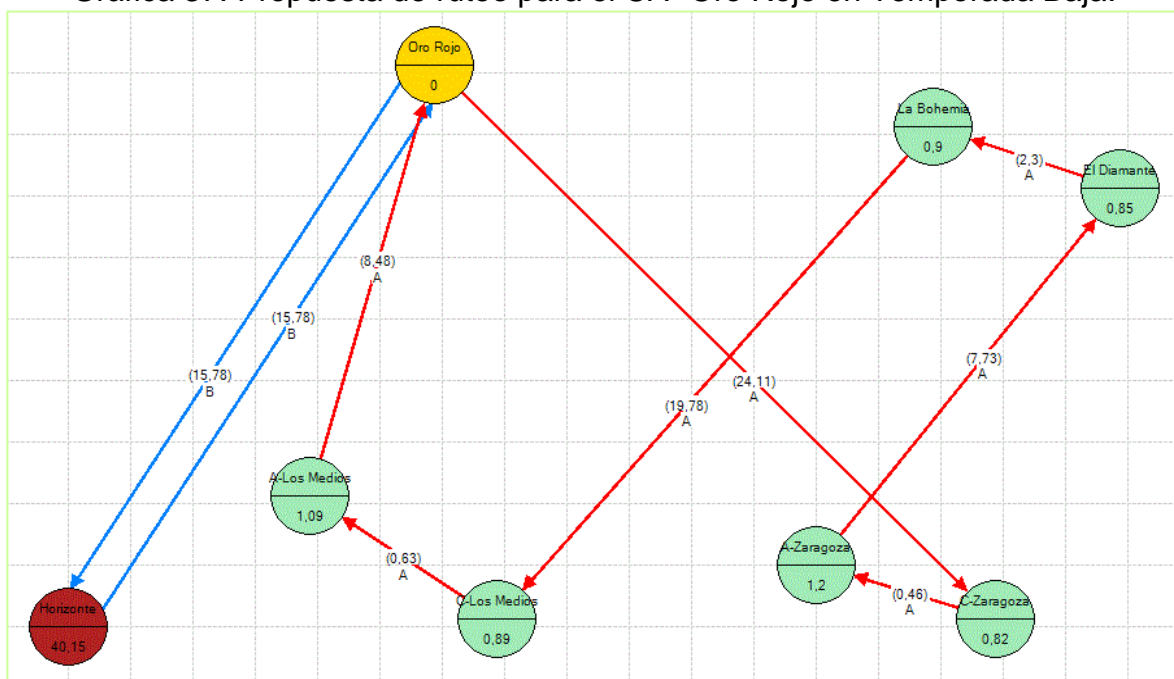 Oro Rojo
0
La Bohemia
0,9
(2,3)
A
El Diamante
0,85
(8,48)
A
(15,78)
B
(15,78)
B
(7,73)
A
(24,11)
A
(19,78)
A
A-Los Medios
1,09
(0,63)
A
A-Zaragoza
1,2
(0,46)
A
Horizonte
40,15
C-Los Medios
0,89
C-Zaragoza
0,82